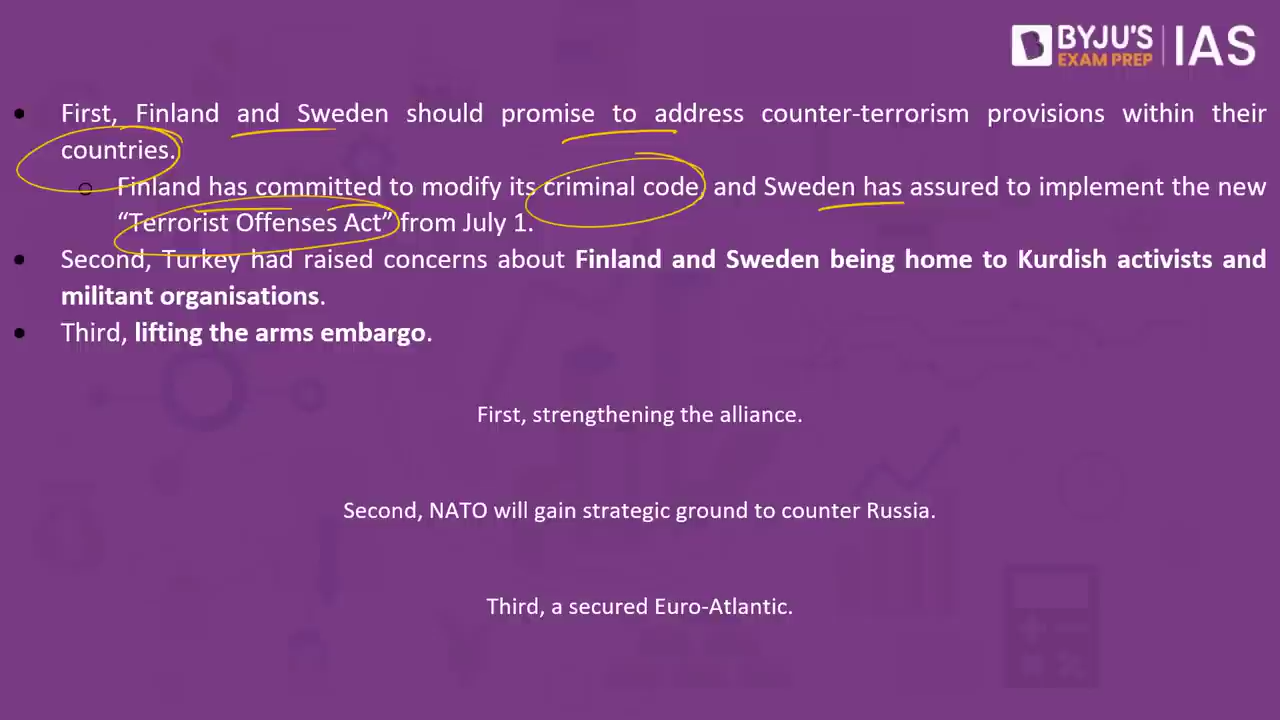 BYJU'S
EXAM PREP
IAS
• First, Finland and Sweden should promise to address counter-terrorism provisions within their
countries.
o Finland has committed to modify its criminal code, and Sweden has assured to implement the new
“Terrorist Offenses Act” from July 1.
• Second, Turkey had raised concerns about Finland and Sweden being home to Kurdish activists and
militant organisations.
• Third, lifting the arms embargo.
First, strengthening the alliance.
Second, NATO will gain strategic ground to counter Russia.
Third, a secured Euro-Atlantic.